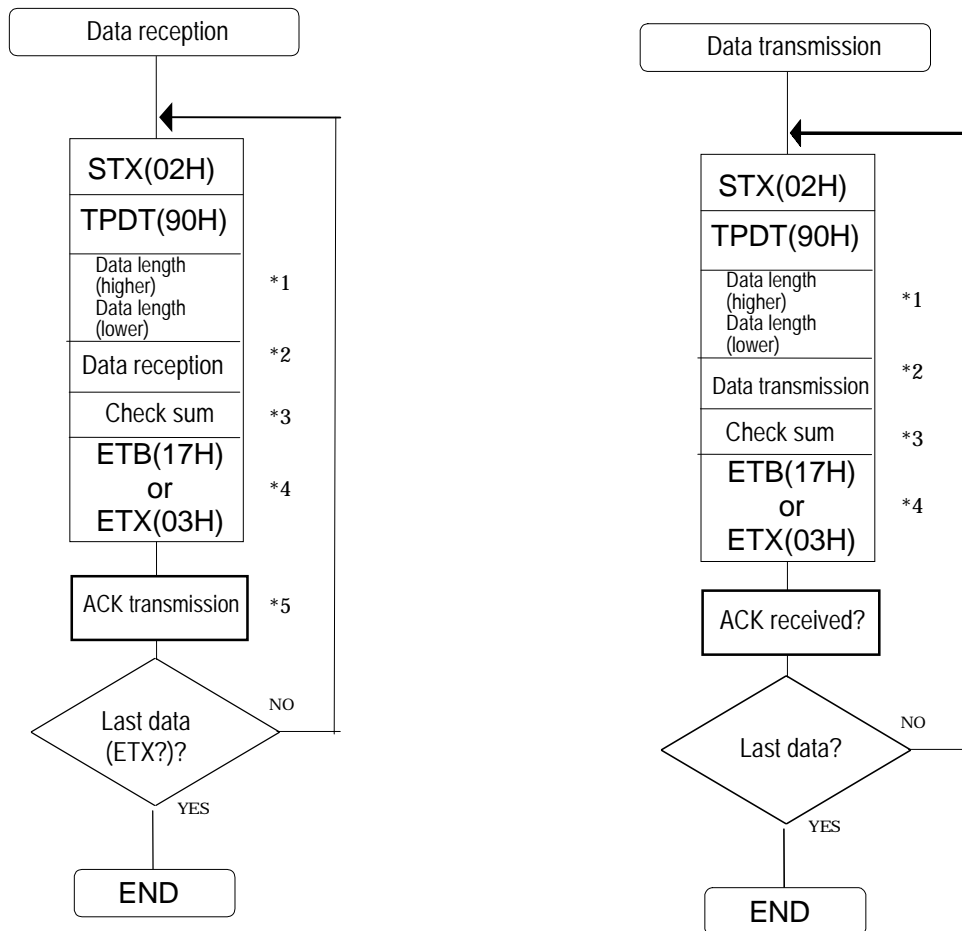 Data reception
STX(02H)
TPDT(90H)
Data length
(higher)
Data length
(lower)
*1
Data reception
*2
Check sum
*3
ETB(17H)
or
ETX(03H)
*4
ACK transmission
*5
Last data
(ETX?)?
NO
YES
END
Data transmission
STX(02H)
TPDT(90H)
Data length
(higher)
Data length
(lower)
*1
Data transmission
*2
Check sum
*3
ETB(17H)
or
ETX(03H)
*4
ACK received?
Last data?
NO
YES
END